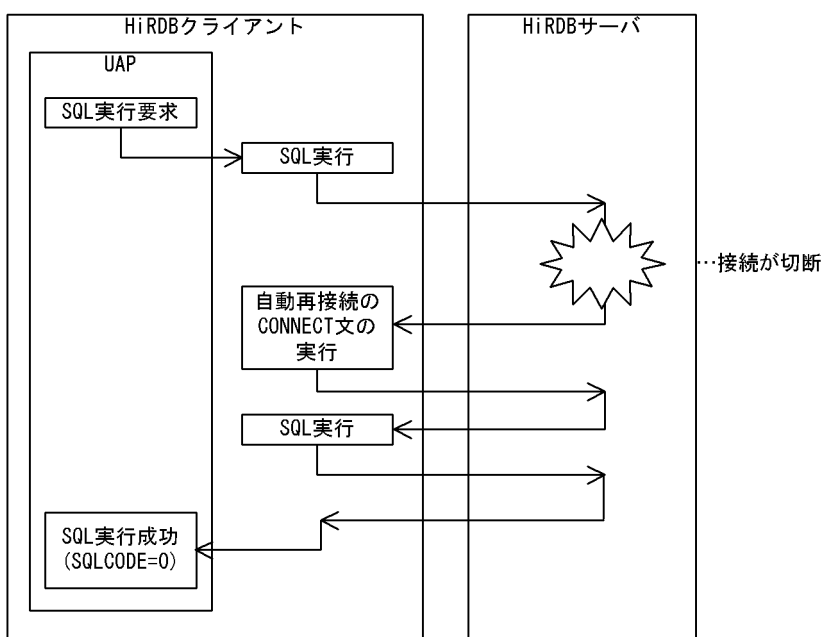 HiRDBクライアント
HiRDBサーバ
UAP
SQL実行要求
SQL実行
…接続が切断
自動再接続の
CONNECT文の
実行
SQL実行
SQL実行成功
(SQLCODE=0)